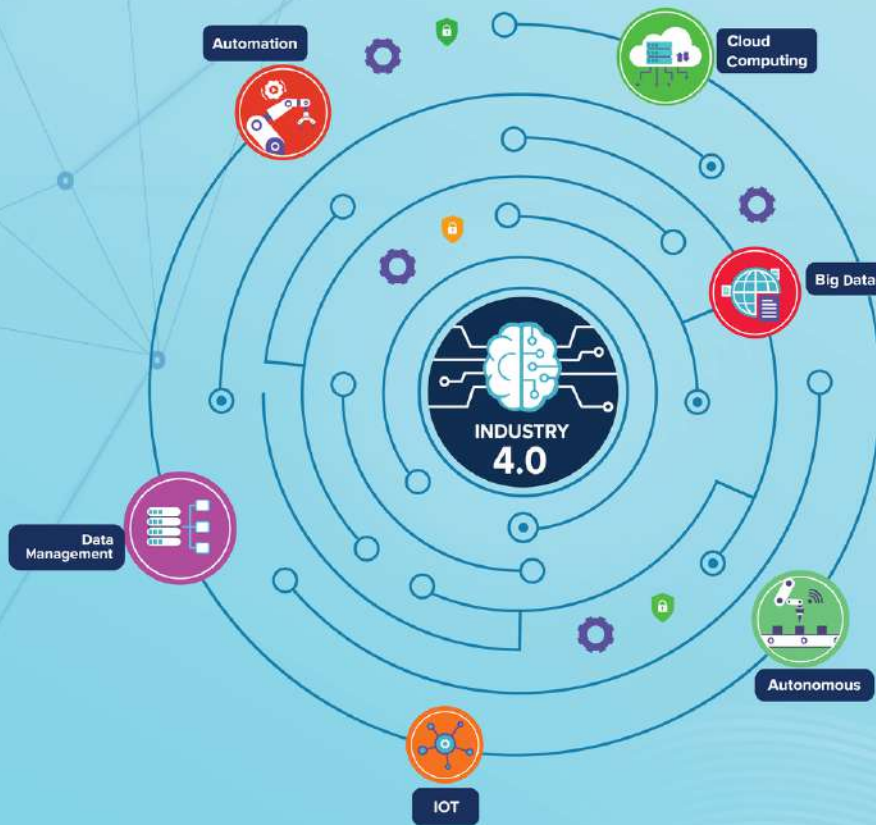 Automation
Cloud
Computing
Big Data
INDUSTRY
4.0
Data
Management
Autonomous
IOT